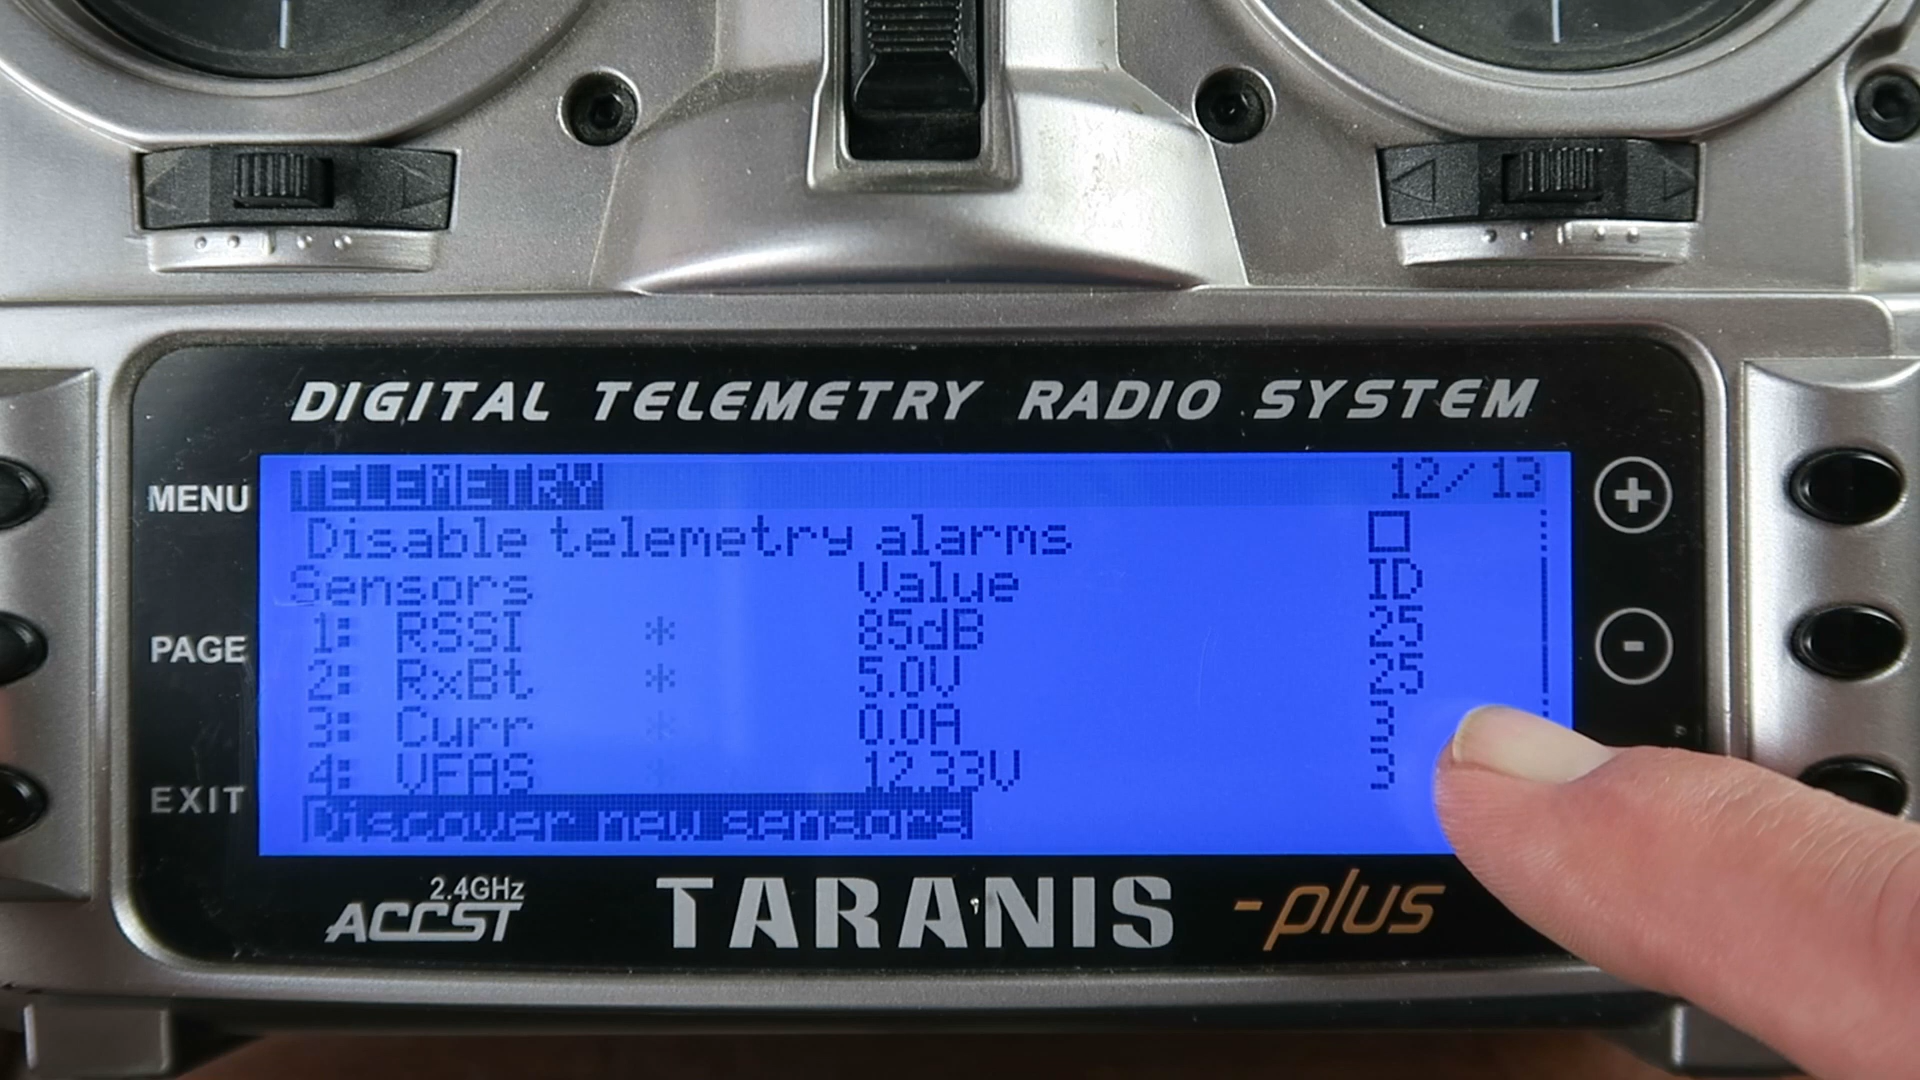 DIGITAL TELEMETRY RADIO SYSTEM
MENU
PAGE
EXIT
TELEMETRY 12/13
Disable telemetry alarms
Sensors Value ID
1: RSSI * 85dB 25
2: RxBt * 5.0V 25
3: Curr * 0.0A 3
4: VFAS * 12.33V 3
Discover new sensors
+
-
2.4GHz
ACCST TARANIS -plus